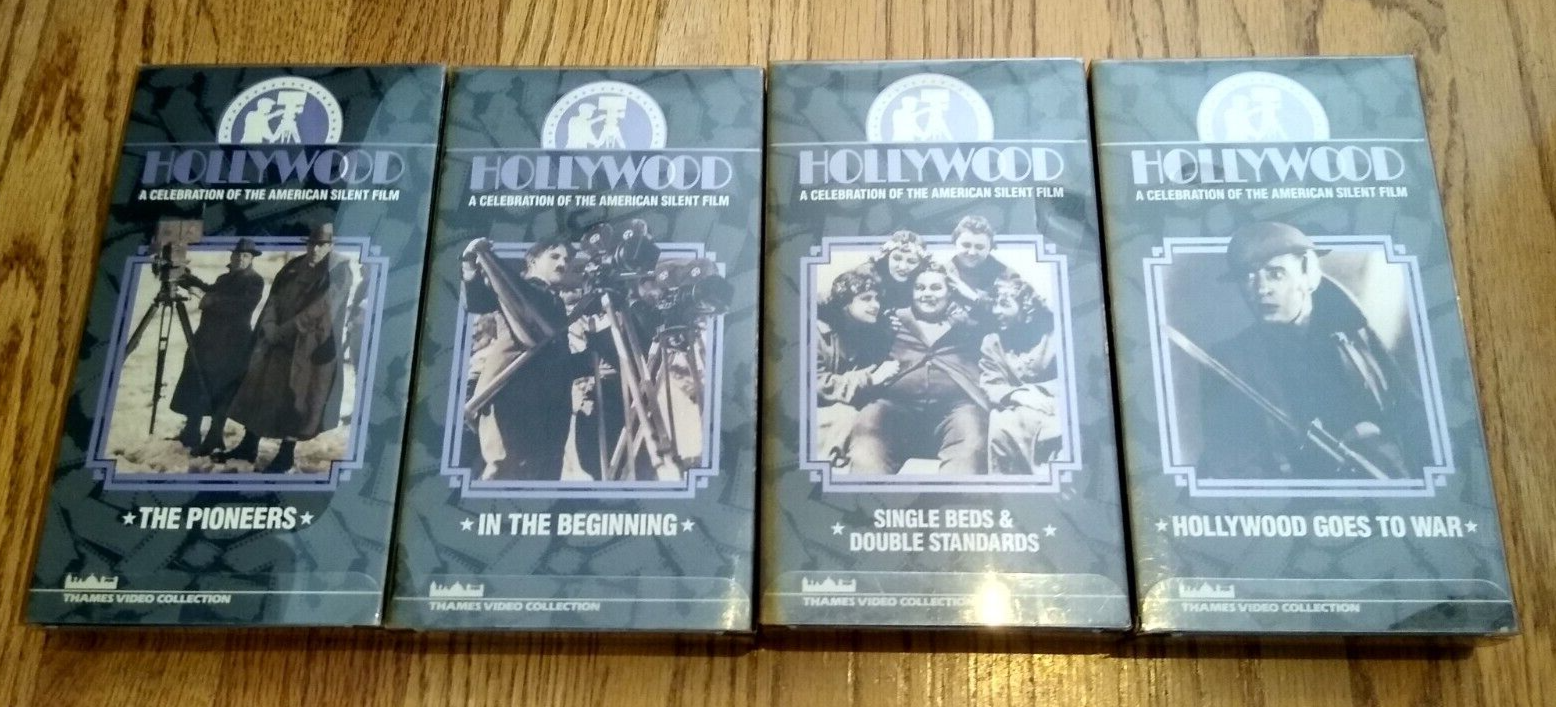 HOLLYWOOD
A CELEBRATION OF THE AMERICAN SILENT FILM
★THE PIONEERS★
THAMES VIDEO COLLECTION
HOLLYWOOD
A CELEBRATION OF THE AMERICAN SILENT FILM
★IN THE BEGINNING★
THAMES VIDEO COLLECTION
HOLLYWOOD
A CELEBRATION OF THE AMERICAN SILENT FILM
★ SINGLE BEDS & ★
DOUBLE STANDARDS
THAMES VIDEO COLLECTION
HOLLYWOOD
A CELEBRATION OF THE AMERICAN SILENT FILM
★HOLLYWOOD GOES TO WAR★
THAMES VIDEO COLLECTION